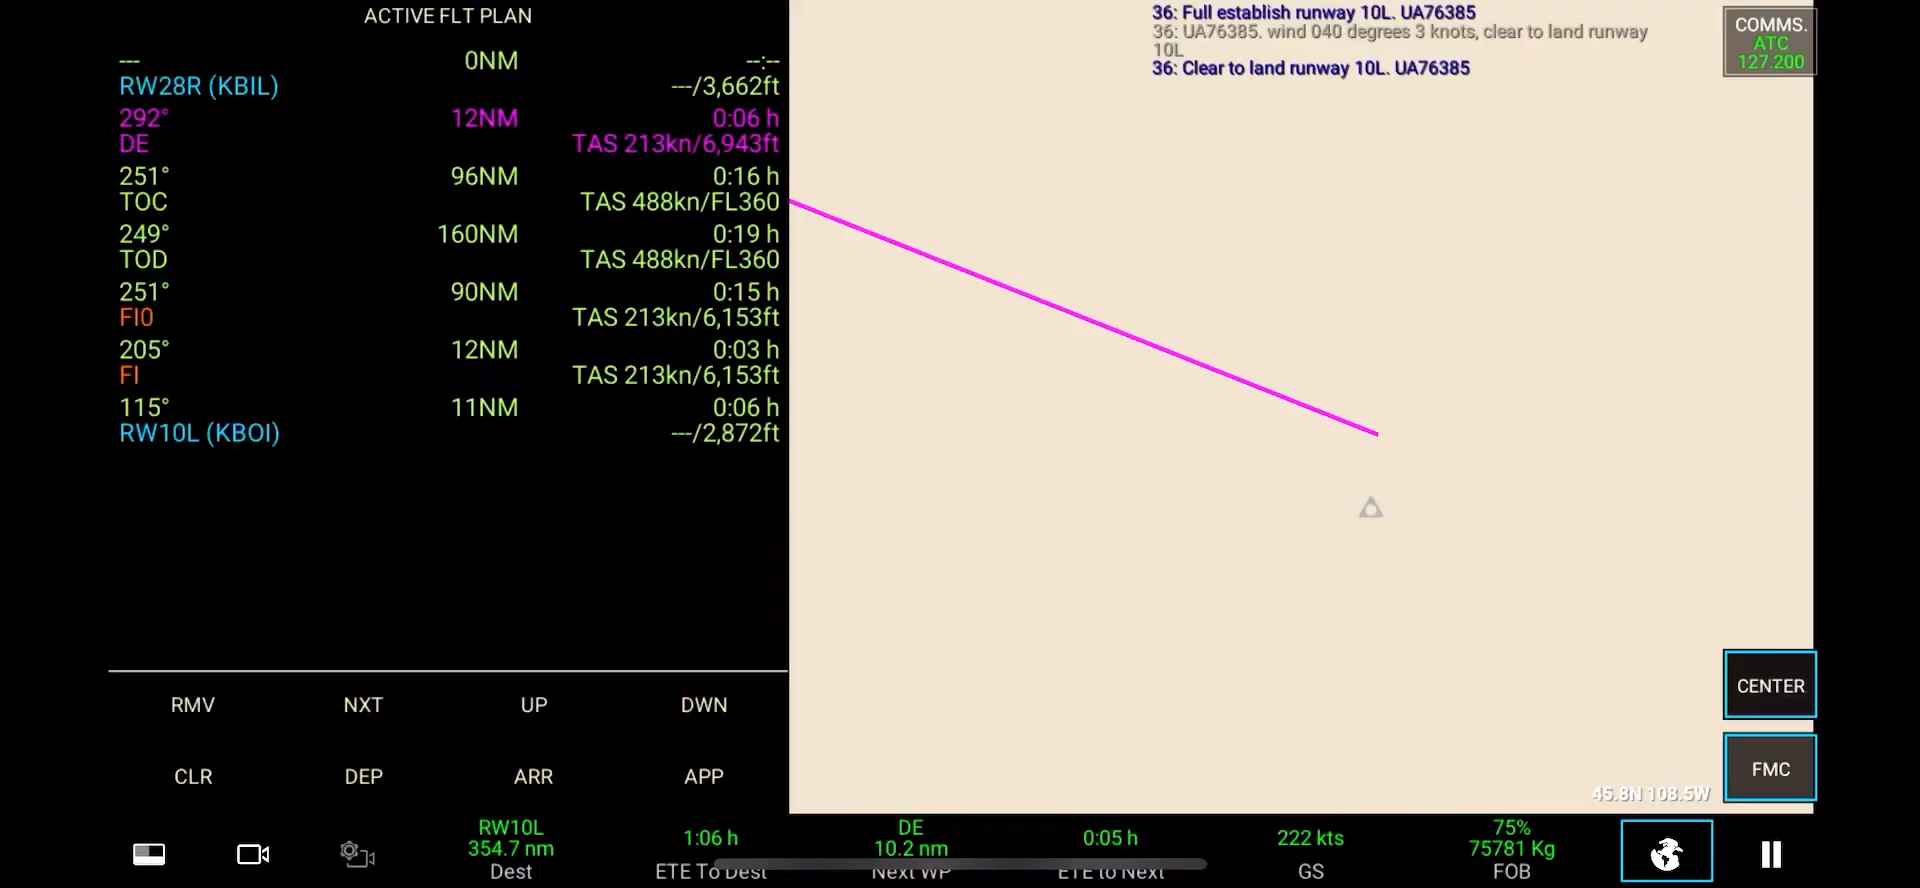 ACTIVE FLT PLAN
--- 0NM --:--
RW28R (KBIL) ---/3,662ft
292° 12NM 0:06 h
DE TAS 213kn/6,943ft
251° 96NM 0:16 h
TOC TAS 488kn/FL360
249° 160NM 0:19 h
TOD TAS 488kn/FL360
251° 90NM 0:15 h
FI0 TAS 213kn/6,153ft
205° 12NM 0:03 h
FI TAS 213kn/6,153ft
115° 11NM 0:06 h
RW10L (KBOI) ---/2,872ft
RMV NXT UP DWN
CLR DEP ARR APP
36: Full establish runway 10L. UA76385
36: UA76385. wind 040 degrees 3 knots, clear to land runway
10L
36: Clear to land runway 10L. UA76385
COMMS.
ATC
127.200
CENTER
FMC
45.8N 108.5W
RW10L
354.7 nm
Dest
1:06 h
ETE To Dest
DE
10.2 nm
Next WP
0:05 h
ETE to Next
222 kts
GS
75%
75781 Kg
FOB